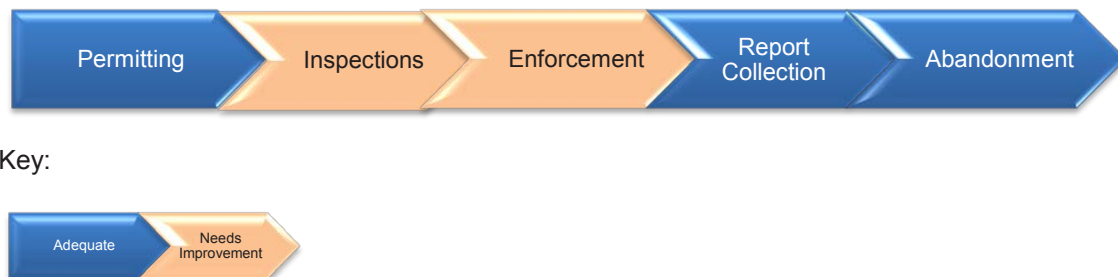 Permitting
Inspections
Enforcement
Report
Collection
Abandonment
Key:
Adequate
Needs
Improvement